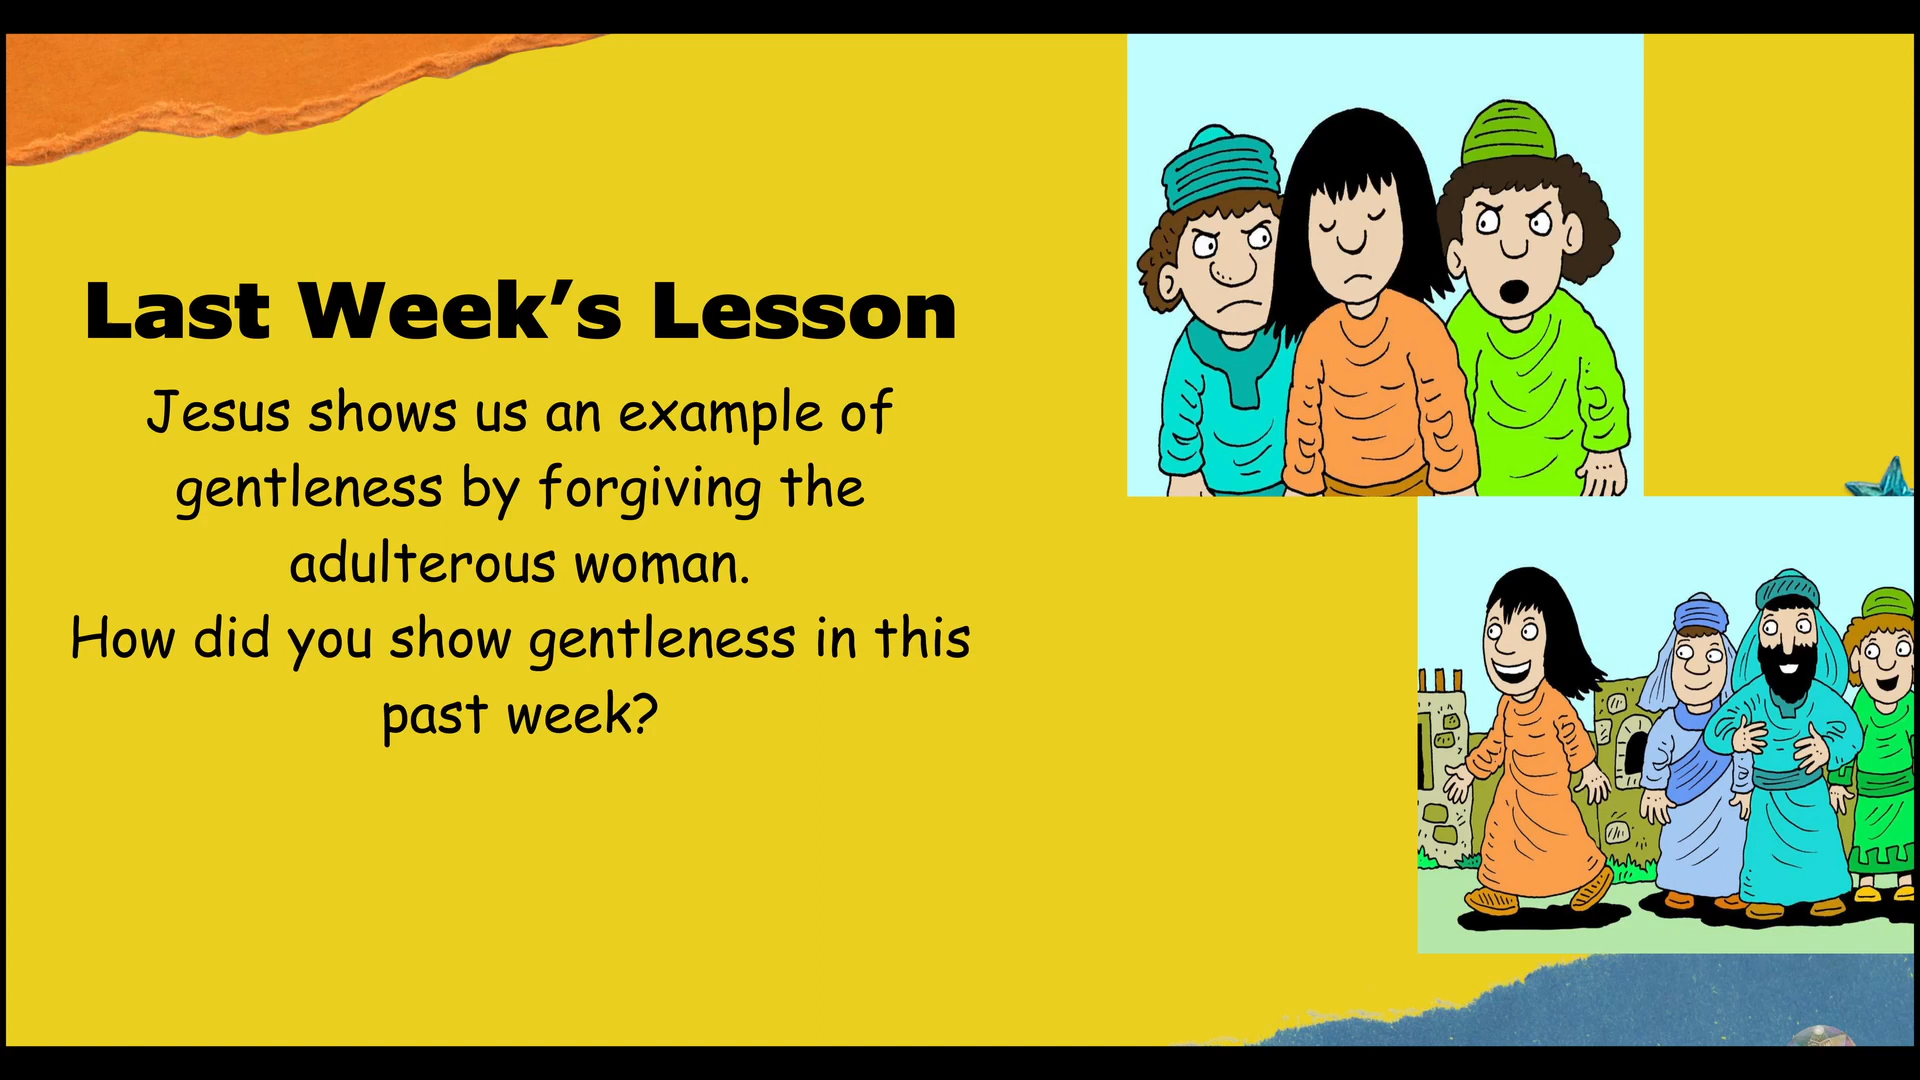 Last Week’s Lesson
Jesus shows us an example of
gentleness by forgiving the
adulterous woman.
How did you show gentleness in this
past week?